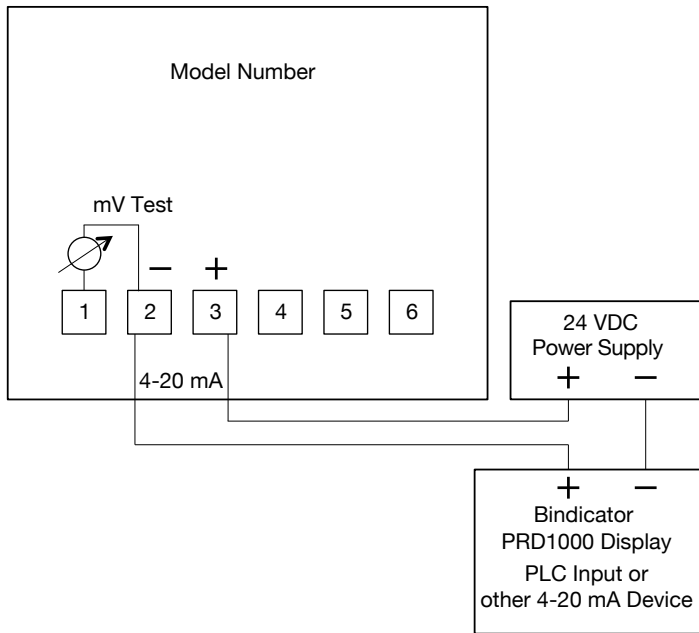 Model Number
mV Test
− +
1 2 3 4 5 6
4-20 mA
24 VDC
Power Supply
+ −
+ −
Bindicator
PRD1000 Display
PLC Input or
other 4-20 mA Device